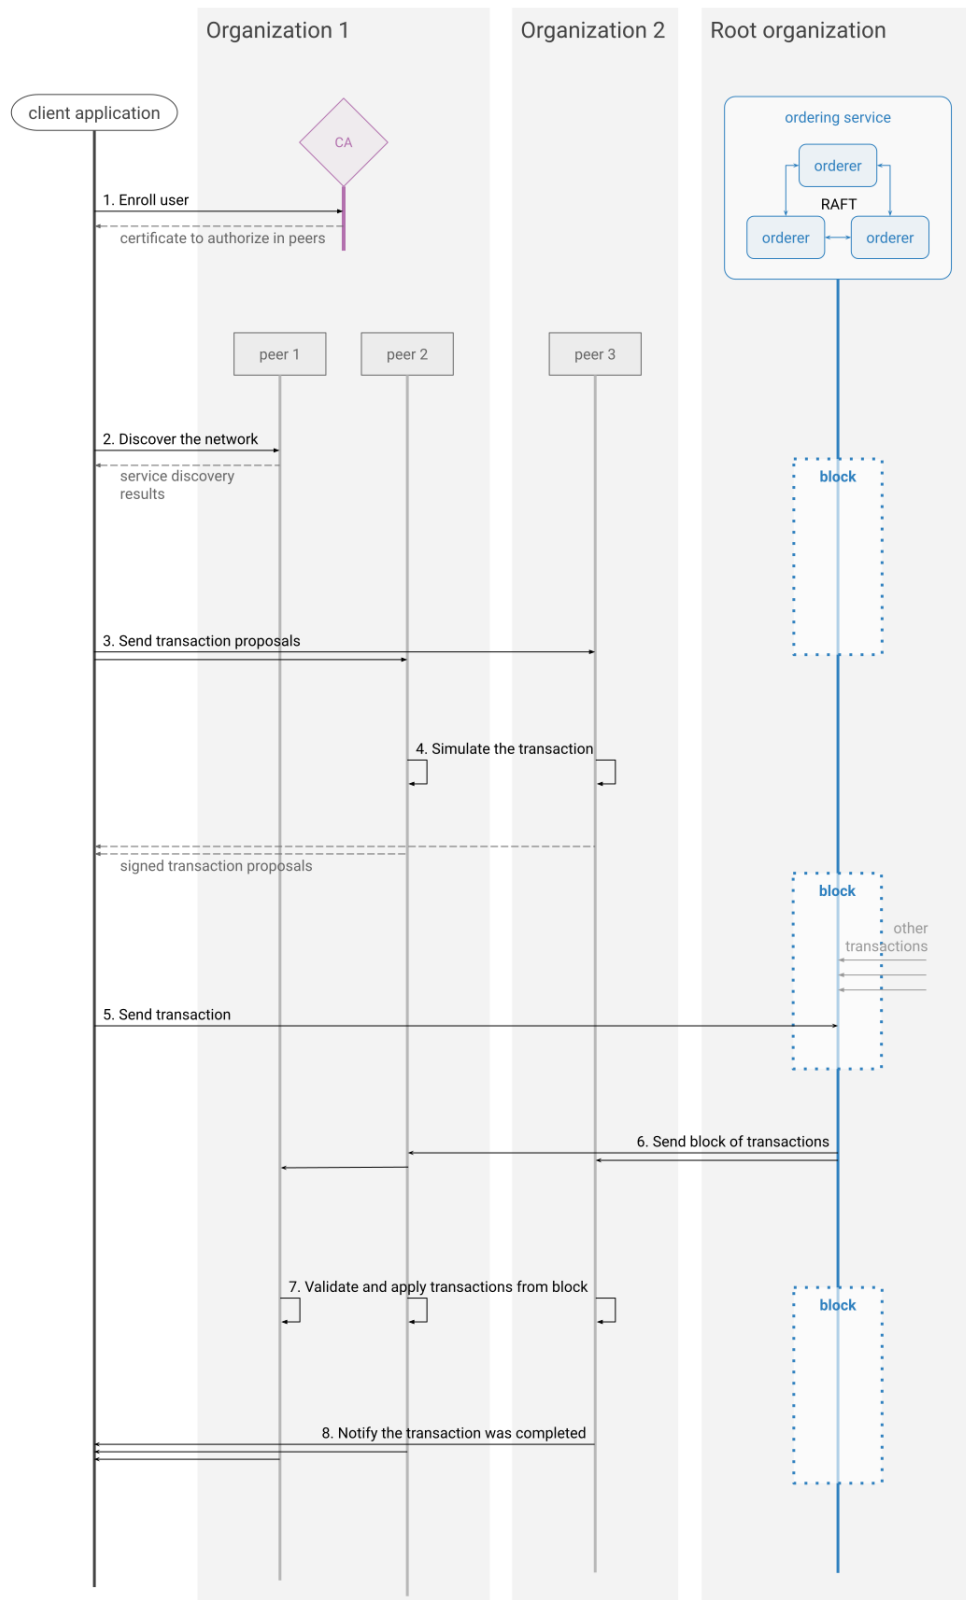 Organization 1
Organization 2
Root organization
client application
CA
ordering service
orderer
RAFT
orderer
orderer
1. Enroll user
certificate to authorize in peers
peer 1
peer 2
peer 3
2. Discover the network
service discovery
results
block
3. Send transaction proposals
4. Simulate the transaction
signed transaction proposals
block
other
transactions
5. Send transaction
6. Send block of transactions
7. Validate and apply transactions from block
block
8. Notify the transaction was completed